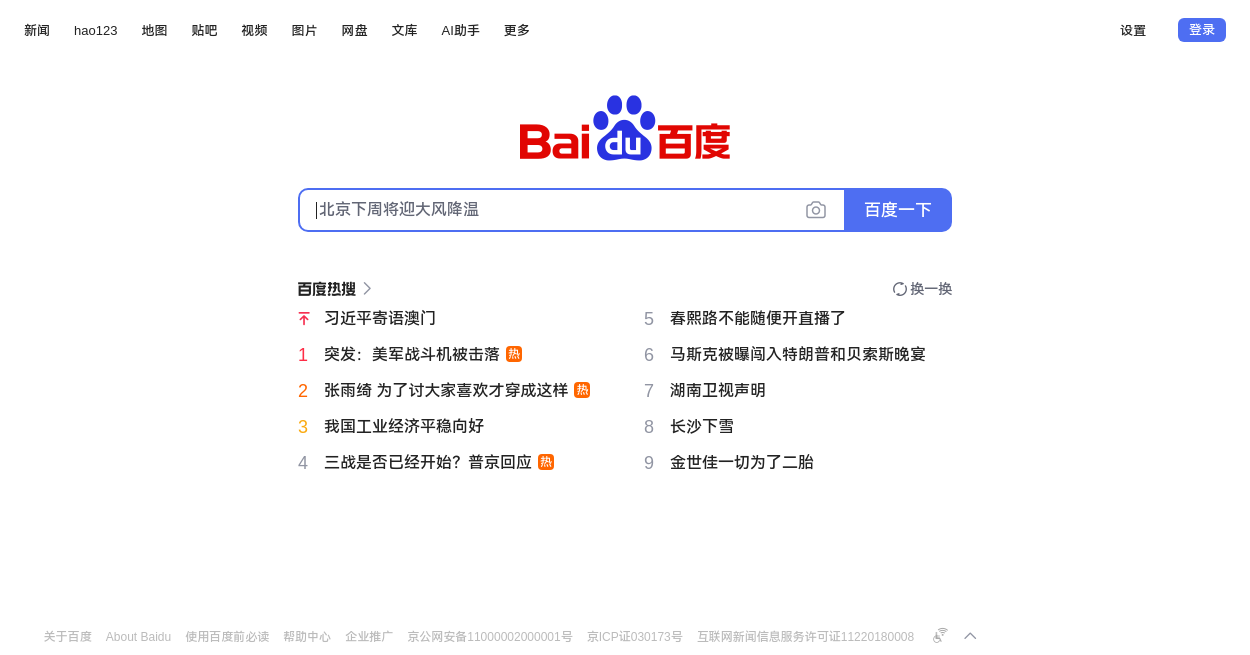 新闻 hao123 地图 贴吧 视频 图片 网盘 文库 AI助手 更多 设置 登录
Baidu百度
北京下周将迎大风降温 百度一下
百度热搜 换一换
习近平寄语澳门
1 突发：美军战斗机被击落 热
2 张雨绮 为了讨大家喜欢才穿成这样 热
3 我国工业经济平稳向好
4 三战是否已经开始？普京回应 热
5 春熙路不能随便开直播了
6 马斯克被曝闯入特朗普和贝索斯晚宴
7 湖南卫视声明
8 长沙下雪
9 金世佳一切为了二胎
关于百度 About Baidu 使用百度前必读 帮助中心 企业推广 京公网安备11000002000001号 京ICP证030173号 互联网新闻信息服务许可证11220180008